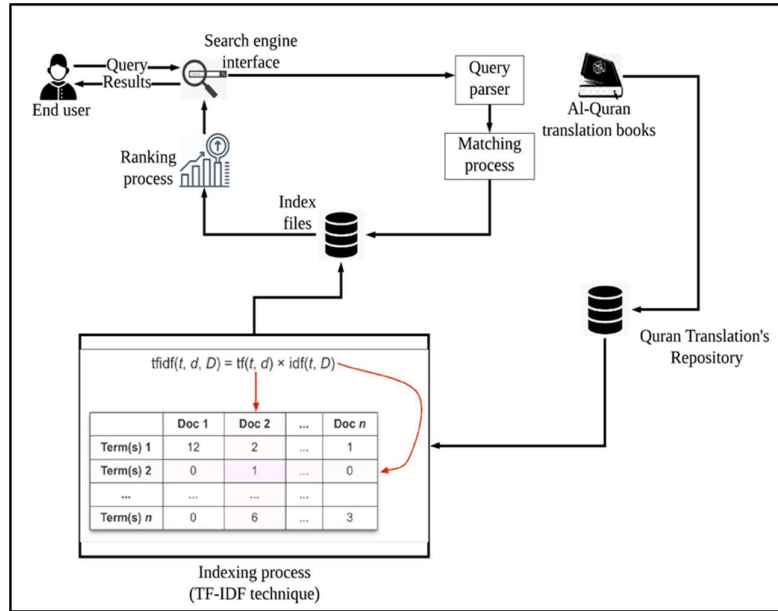 Query
Results
End user
Search engine
interface
Query
parser
Al-Quran
translation books
Ranking
process
Matching
process
Index
files
Quran Translation's
Repository
tfidf(t, d, D) = tf(t, d) × idf(t, D)
Doc 1 Doc 2 ... Doc n
Term(s) 1 12 2 ... 1
Term(s) 2 0 1 ... 0
... ... ... ...
Term(s) n 0 6 ... 3
Indexing process
(TF-IDF technique)